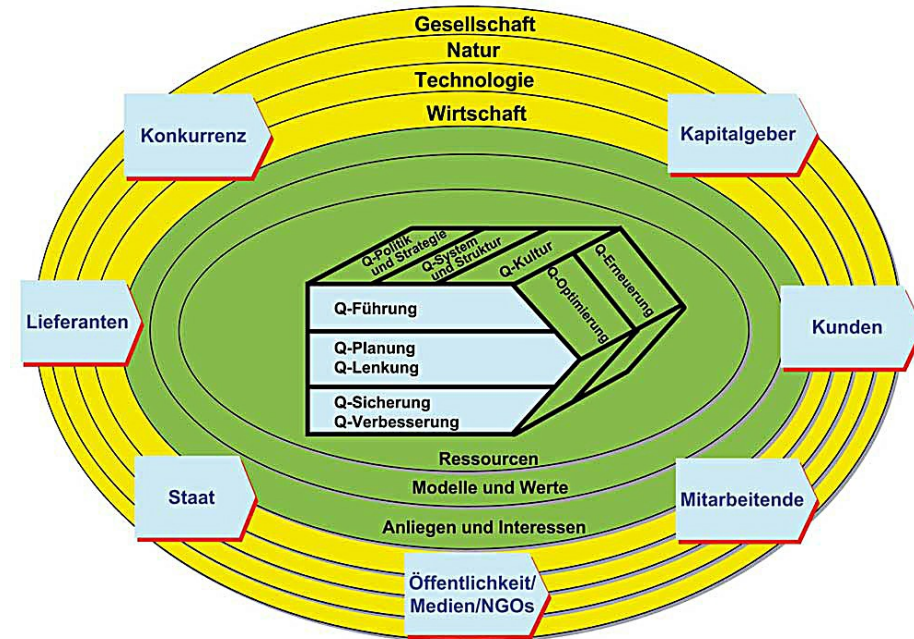 Gesellschaft
Natur
Technologie
Wirtschaft
Konkurrenz
Kapitalgeber
Q-Politik
und Strategie
Q-System
und Struktur
Q-Kultur
Q-Optimierung
Q-Erneuerung
Lieferanten
Q-Führung
Q-Planung
Q-Lenkung
Q-Sicherung
Q-Verbesserung
Kunden
Ressourcen
Modelle und Werte
Anliegen und Interessen
Staat
Mitarbeitende
Öffentlichkeit/
Medien/NGOs